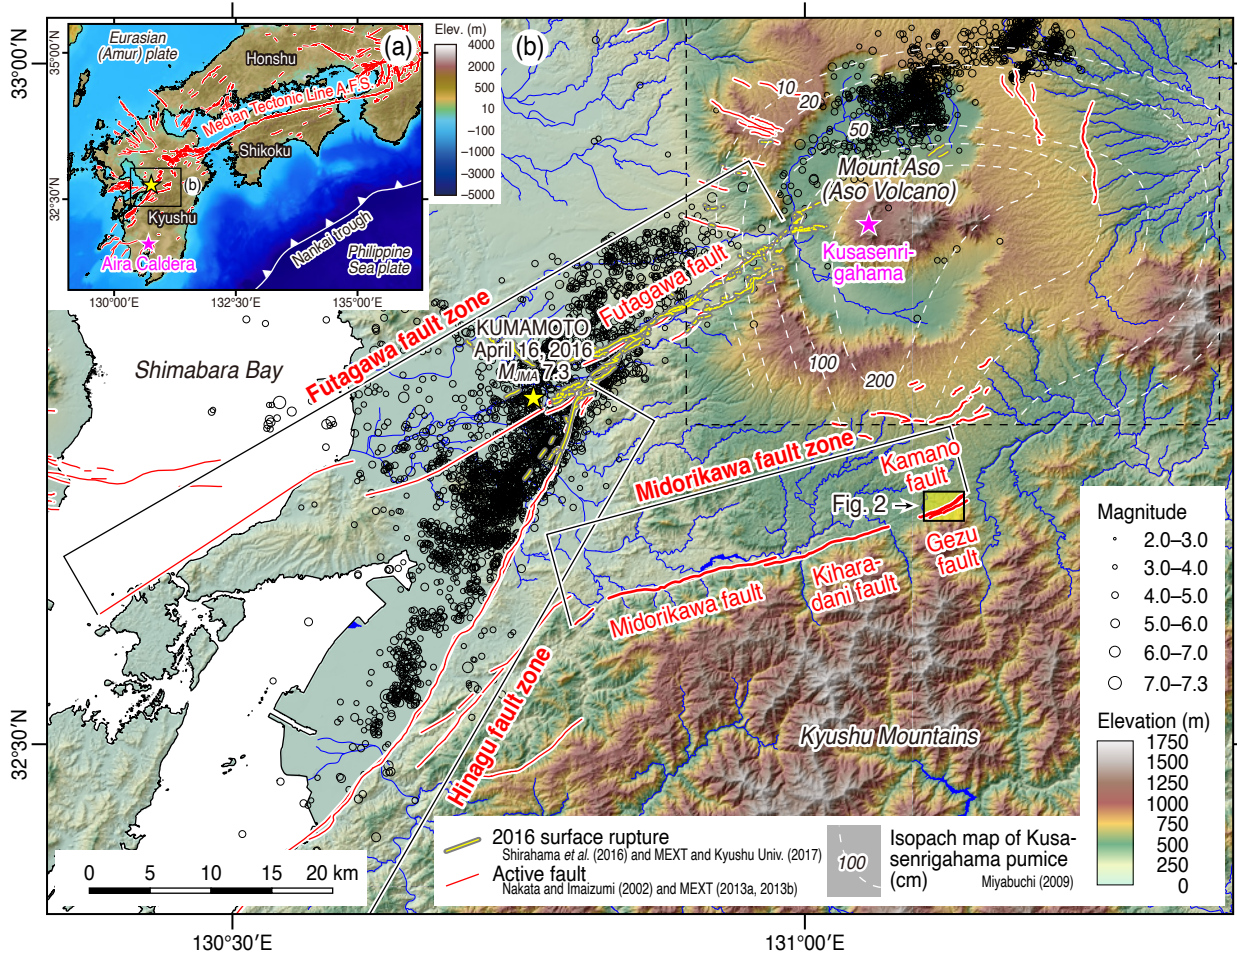 (a)
Eurasian
(Amur) plate
Honshu
Median Tectonic Line A.F.S.
Shikoku
(b)
Kyushu
Aira Caldera
Nankai trough
Philippine
Sea plate
35°00′N
32°30′N
130°00′E
132°30′E
135°00′E
Elev. (m)
4000
2000
500
10
−100
−1000
−3000
−5000
(b)
33°00′N
32°30′N
130°30′E
131°00′E
10
20
50
100
200
Mount Aso
(Aso Volcano)
Kusasenri-
gahama
Futagawa fault
Futagawa fault zone
KUMAMOTO
April 16, 2016
MJMA 7.3
Shimabara Bay
Midorikawa fault zone
Kamano
fault
Fig. 2
Gezu
fault
Kihara-
dani fault
Midorikawa fault
Hinagu fault zone
Kyushu Mountains
Magnitude
2.0–3.0
3.0–4.0
4.0–5.0
5.0–6.0
6.0–7.0
7.0–7.3
Elevation (m)
1750
1500
1250
1000
750
500
250
0
0 5 10 15 20 km
2016 surface rupture
Shirahama et al. (2016) and MEXT and Kyushu Univ. (2017)
Active fault
Nakata and Imaizumi (2002) and MEXT (2013a, 2013b)
100
Isopach map of Kusa-
senrigahama pumice
(cm)
Miyabuchi (2009)